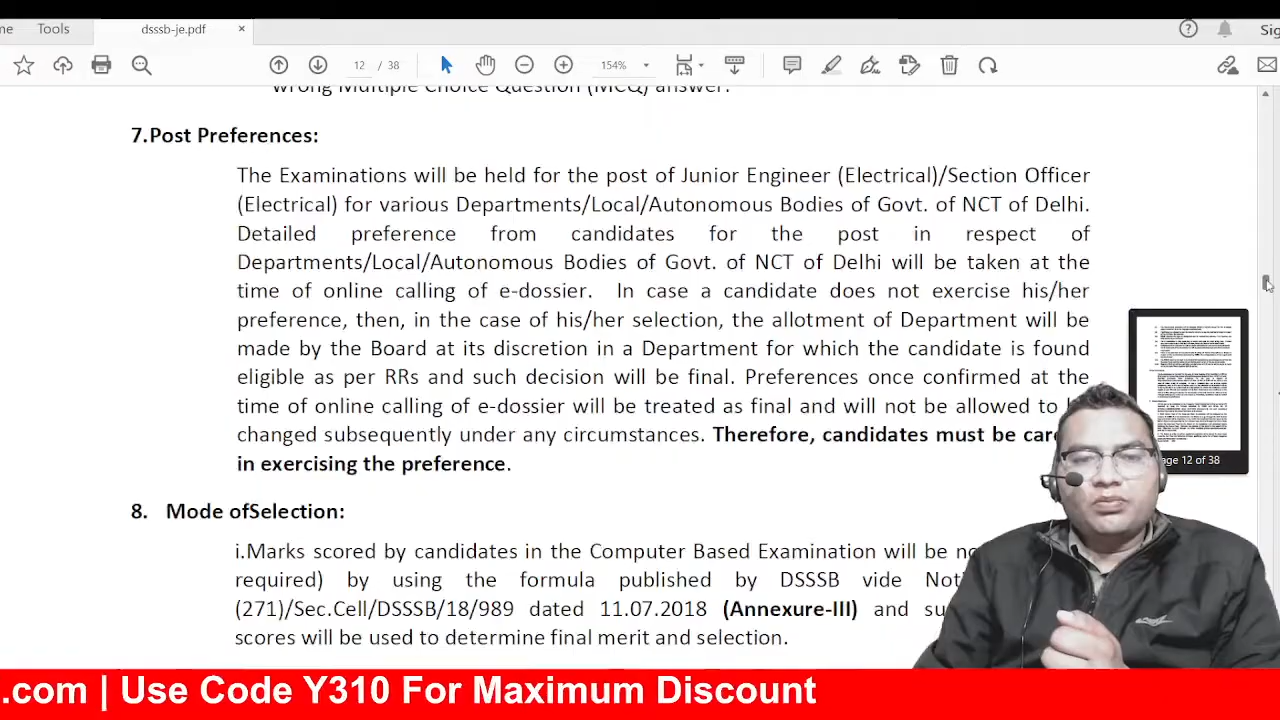 me Tools dsssb-je.pdf × ? Sig
12 / 38 154%
wrong Multiple Choice Question (MCQ) answer.
7.Post Preferences:
The Examinations will be held for the post of Junior Engineer (Electrical)/Section Officer
(Electrical) for various Departments/Local/Autonomous Bodies of Govt. of NCT of Delhi.
Detailed preference from candidates for the post in respect of
Departments/Local/Autonomous Bodies of Govt. of NCT of Delhi will be taken at the
time of online calling of e-dossier. In case a candidate does not exercise his/her
preference, then, in the case of his/her selection, the allotment of Department will be
made by the Board at its discretion in a Department for which the candidate is found
eligible as per RRs and such decision will be final. Preferences once confirmed at the
time of online calling of e-dossier will be treated as final and will not be allowed to
changed subsequently under any circumstances. Therefore, candidates must be care
in exercising the preference.
age 12 of 38
8. Mode ofSelection:
i.Marks scored by candidates in the Computer Based Examination will be no
required) by using the formula published by DSSSB vide Not
(271)/Sec.Cell/DSSSB/18/989 dated 11.07.2018 (Annexure-III) and su
scores will be used to determine final merit and selection.
.com | Use Code Y310 For Maximum Discount